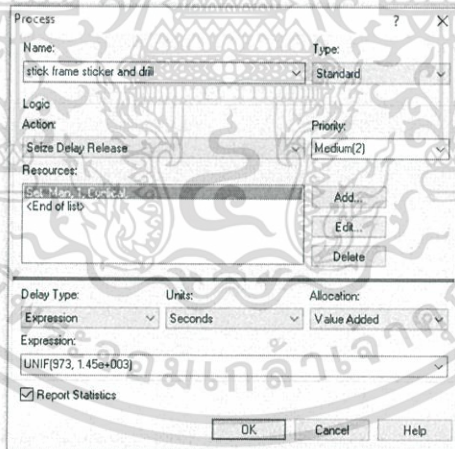 Process ? X
Name: Type:
stick frame sticker and drill Standard
Logic
Action: Priority:
Seize Delay Release Medium(2)
Resources:
Set, Man, 1, Cyclical,
<End of list>
Add...
Edit...
Delete
Delay Type: Units: Allocation:
Expression Seconds Value Added
Expression:
UNIF(973, 1.45e+003)
Report Statistics
OK Cancel Help